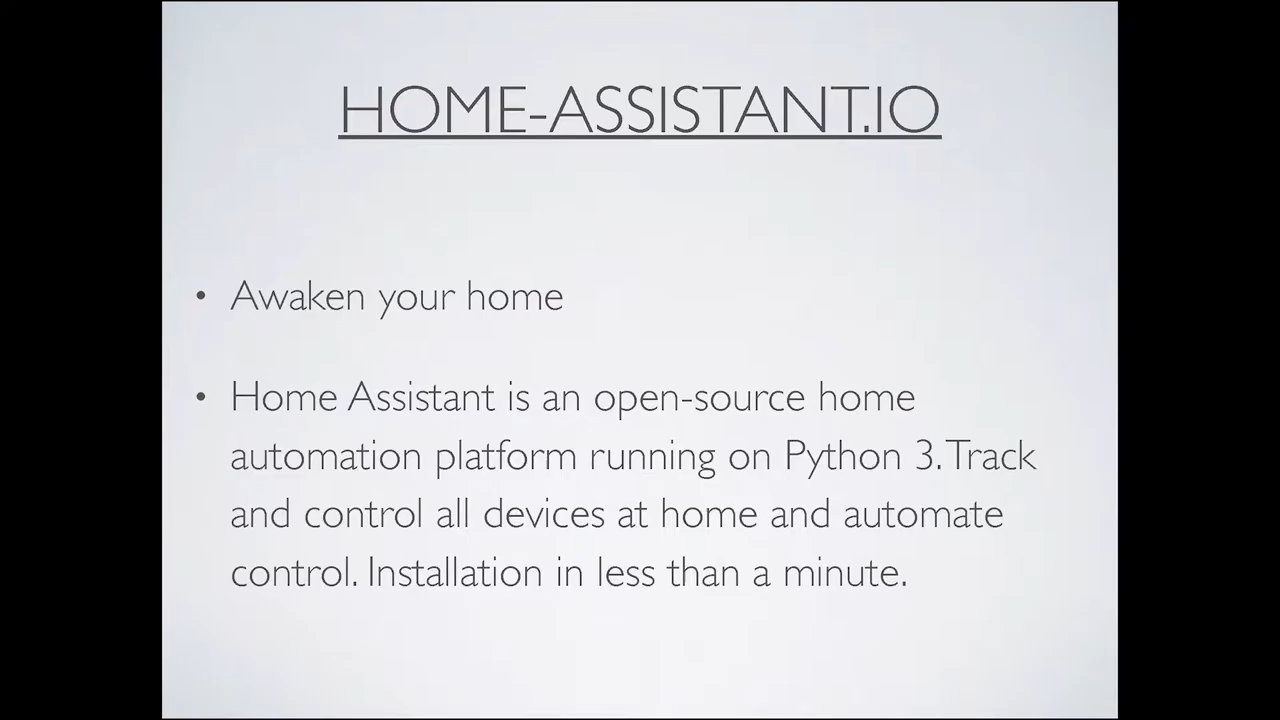 HOME-ASSISTANT.IO
• Awaken your home
• Home Assistant is an open-source home
automation platform running on Python 3. Track
and control all devices at home and automate
control. Installation in less than a minute.